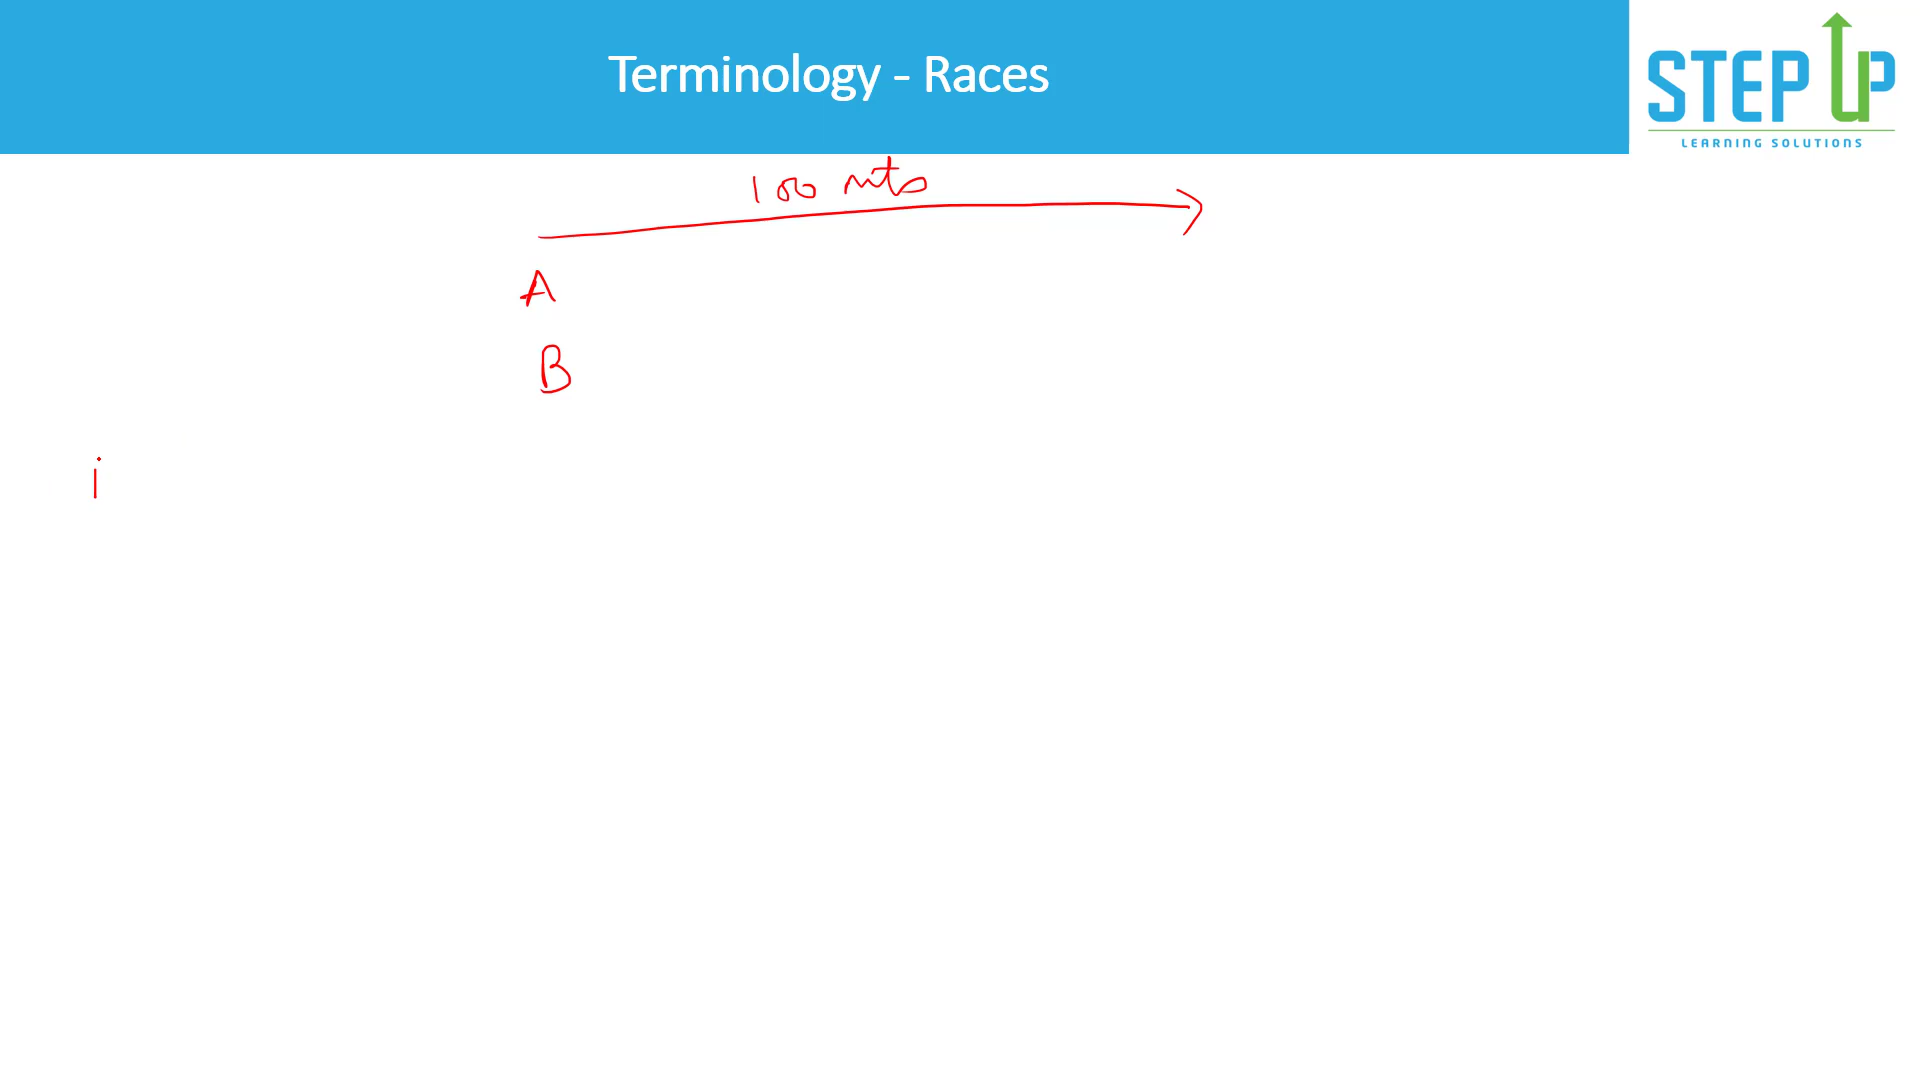 Terminology - Races
STEP UP
LEARNING SOLUTIONS
100 mts
A
B
i